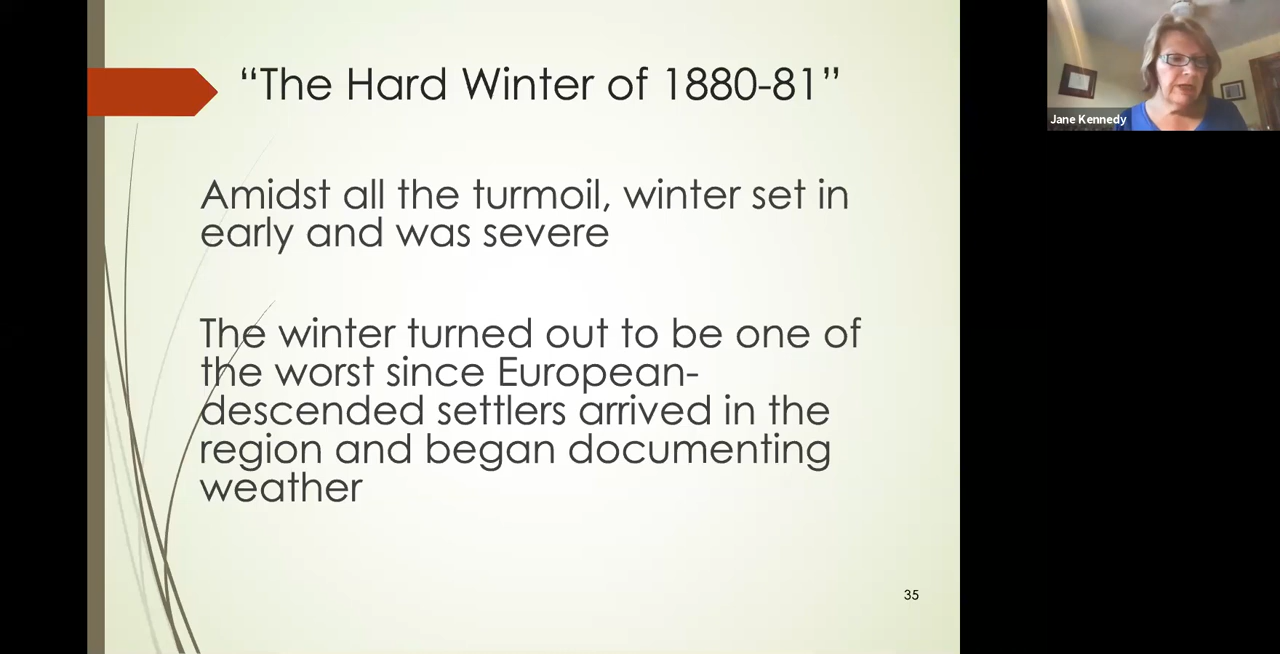 “The Hard Winter of 1880-81”
Amidst all the turmoil, winter set in
early and was severe
The winter turned out to be one of
the worst since European-
descended settlers arrived in the
region and began documenting
weather
35
Jane Kennedy